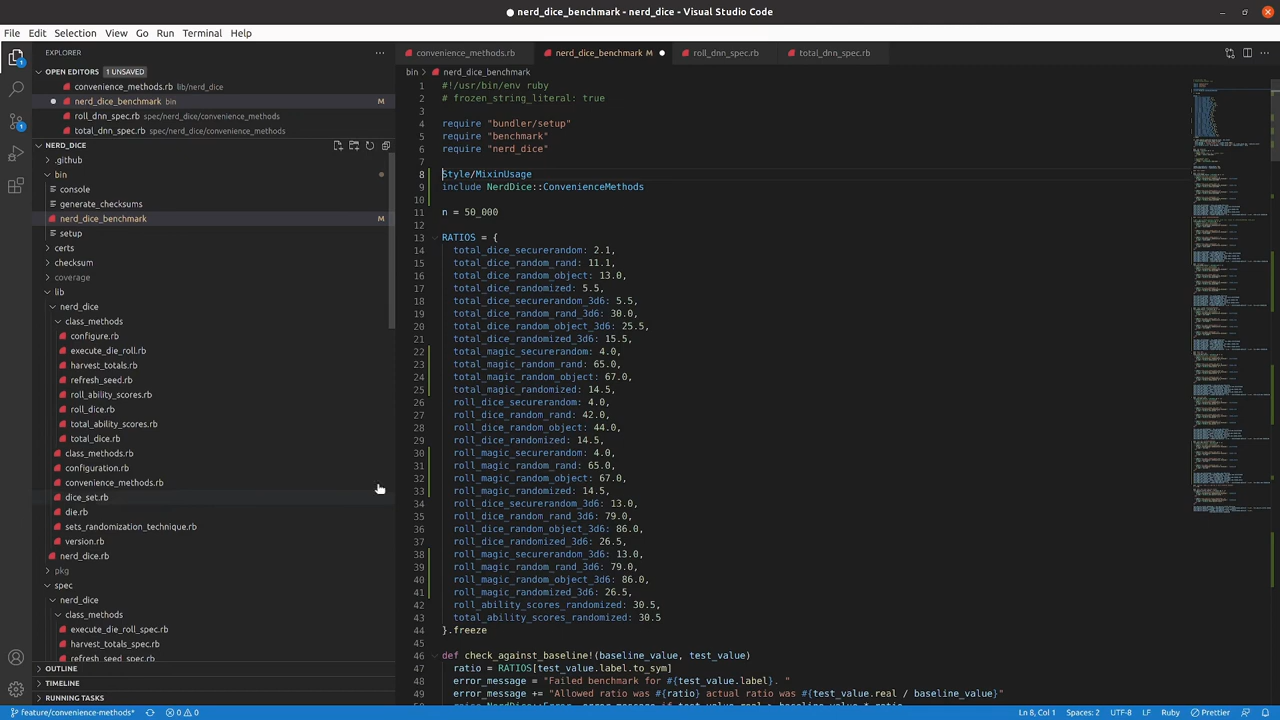 ● nerd_dice_benchmark - nerd_dice - Visual Studio Code
File Edit Selection View Go Run Terminal Help
EXPLORER
OPEN EDITORS 1 UNSAVED
convenience_methods.rb lib/nerd_dice
nerd_dice_benchmark bin M
roll_dnn_spec.rb spec/nerd_dice/convenience_methods
total_dnn_spec.rb spec/nerd_dice/convenience_methods
NERD_DICE
.github
bin
console
generate_checksums
nerd_dice_benchmark M
setup
certs
checksum
coverage
lib
nerd_dice
class_methods
configure.rb
execute_die_roll.rb
harvest_totals.rb
refresh_seed.rb
roll_ability_scores.rb
roll_dice.rb
total_ability_scores.rb
total_dice.rb
class_methods.rb
configuration.rb
convenience_methods.rb
dice_set.rb
die.rb
sets_randomization_technique.rb
version.rb
nerd_dice.rb
pkg
spec
nerd_dice
class_methods
execute_die_roll_spec.rb
harvest_totals_spec.rb
refresh_seed_spec.rb
OUTLINE
TIMELINE
RUNNING TASKS
convenience_methods.rb nerd_dice_benchmark M roll_dnn_spec.rb total_dnn_spec.rb
bin > nerd_dice_benchmark
1 #!/usr/bin/env ruby
2 # frozen_string_literal: true
3
4 require "bundler/setup"
5 require "benchmark"
6 require "nerd_dice"
7
8 Style/MixinUsage
9 include NerdDice::ConvenienceMethods
10
11 n = 50_000
12
13 RATIOS = {
14 total_dice_securerandom: 2.1,
15 total_dice_random_rand: 11.1,
16 total_dice_random_object: 13.0,
17 total_dice_randomized: 5.5,
18 total_dice_securerandom_3d6: 5.5,
19 total_dice_random_rand_3d6: 30.0,
20 total_dice_random_object_3d6: 25.5,
21 total_dice_randomized_3d6: 15.5,
22 total_magic_securerandom: 4.0,
23 total_magic_random_rand: 65.0,
24 total_magic_random_object: 67.0,
25 total_magic_randomized: 14.5,
26 roll_dice_securerandom: 4.0,
27 roll_dice_random_rand: 42.0,
28 roll_dice_random_object: 44.0,
29 roll_dice_randomized: 14.5,
30 roll_magic_securerandom: 4.0,
31 roll_magic_random_rand: 65.0,
32 roll_magic_random_object: 67.0,
33 roll_magic_randomized: 14.5,
34 roll_dice_securerandom_3d6: 13.0,
35 roll_dice_random_rand_3d6: 79.0,
36 roll_dice_random_object_3d6: 86.0,
37 roll_dice_randomized_3d6: 26.5,
38 roll_magic_securerandom_3d6: 13.0,
39 roll_magic_random_rand_3d6: 79.0,
40 roll_magic_random_object_3d6: 86.0,
41 roll_magic_randomized_3d6: 26.5,
42 roll_ability_scores_randomized: 30.5,
43 total_ability_scores_randomized: 30.5
44 }.freeze
45
46 def check_against_baseline!(baseline_value, test_value)
47 ratio = RATIOS[test_value.label.to_sym]
48 error_message = "Failed benchmark for #{test_value.label}. "
49 error_message += "Allowed ratio was #{ratio} actual ratio was #{test_value.real / baseline_value}"
feature/convenience-methods* 0 0 Ln 8, Col 1 Spaces: 2 UTF-8 LF Ruby Prettier